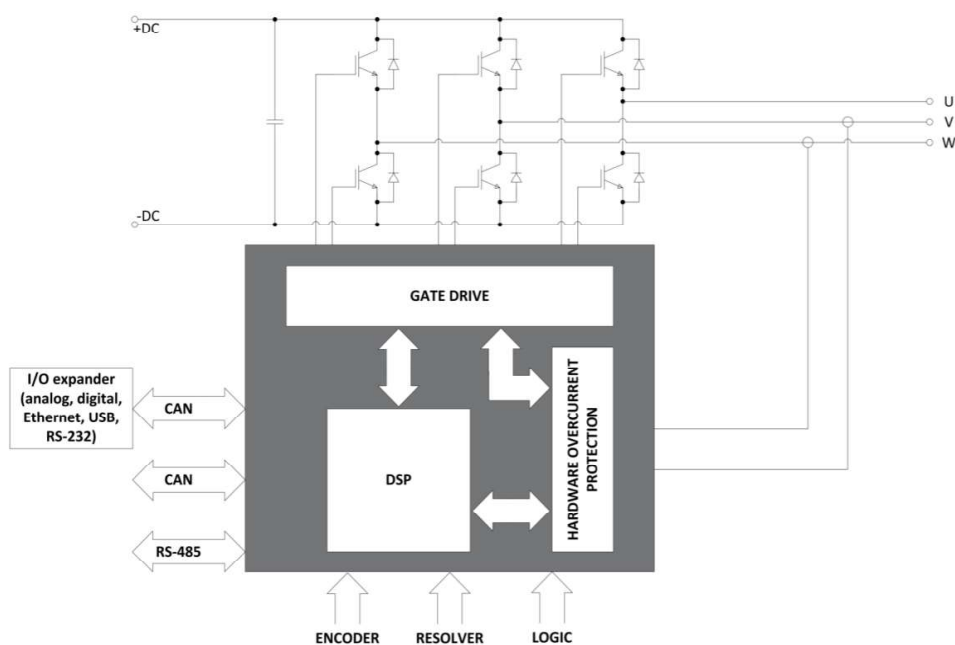 +DC
U
V
W
-DC
GATE DRIVE
HARDWARE OVERCURRENT
PROTECTION
I/O expander
(analog, digital,
Ethernet, USB,
RS-232)
CAN
DSP
CAN
RS-485
ENCODER
RESOLVER
LOGIC